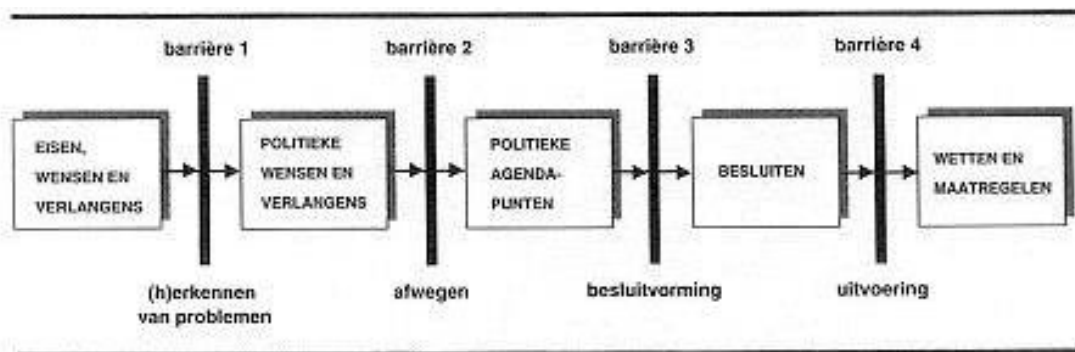 barrière 1
barrière 2
barrière 3
barrière 4
EISEN,
WENSEN EN
VERLANGENS
POLITIEKE
WENSEN EN
VERLANGENS
POLITIEKE
AGENDA-
PUNTEN
BESLUITEN
WETTEN EN
MAATREGELEN
(h)erkennen
van problemen
afwegen
besluitvorming
uitvoering